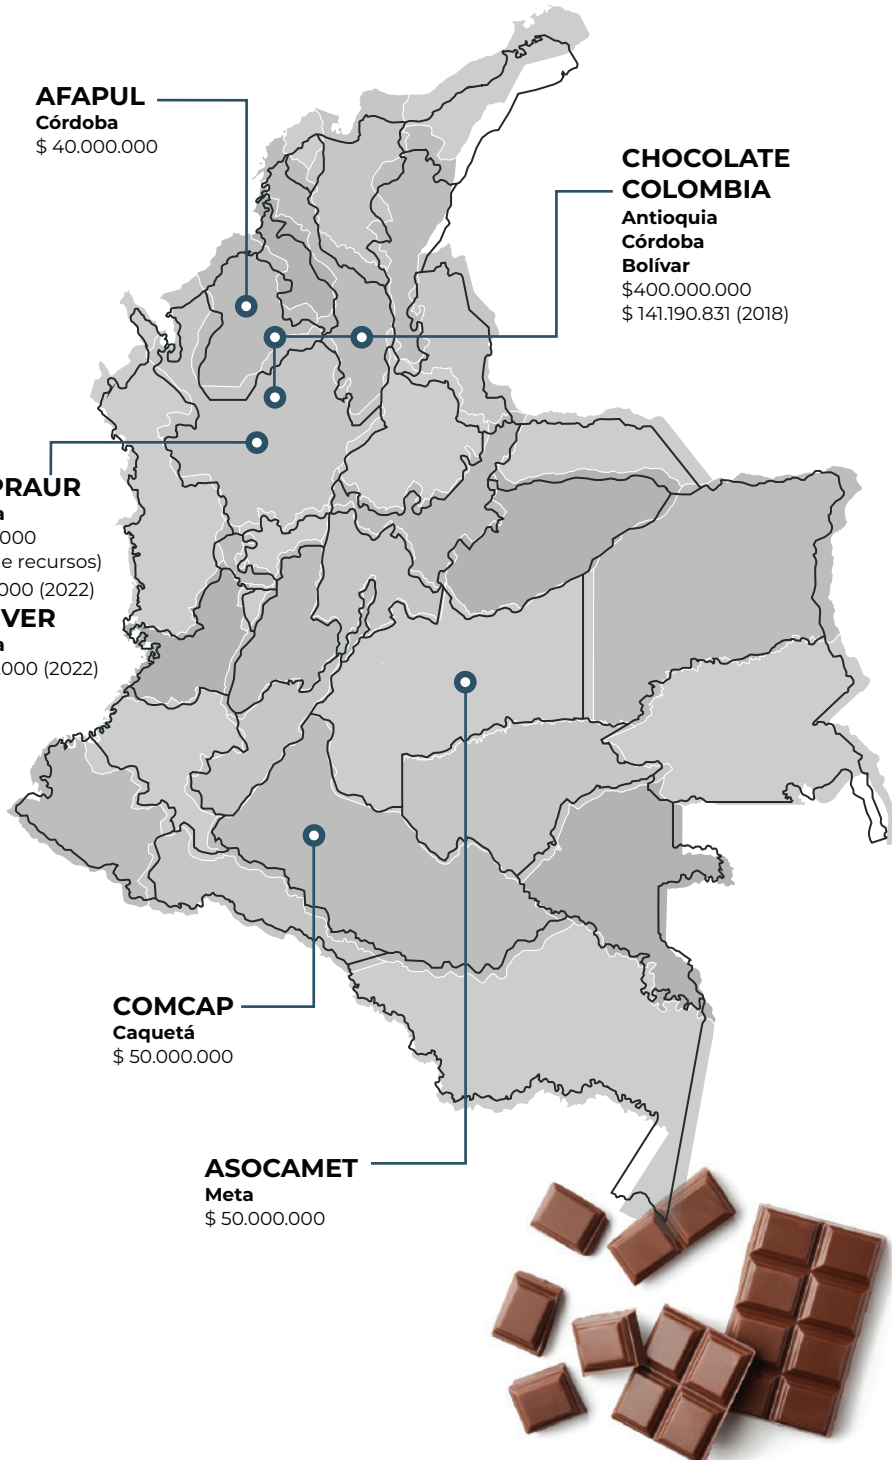 AFAPUL
Córdoba
$ 40.000.000
CHOCOLATE
COLOMBIA
Antioquia
Córdoba
Bolívar
$400.000.000
$ 141.190.831 (2018)
PRAUR
a
000
e recursos)
000 (2022)
VER
a
.000 (2022)
COMCAP
Caquetá
$ 50.000.000
ASOCAMET
Meta
$ 50.000.000